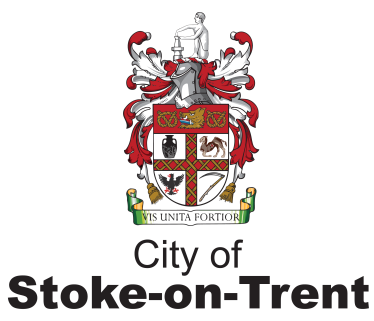 VIS UNITA FORTIOR
City of
Stoke-on-Trent